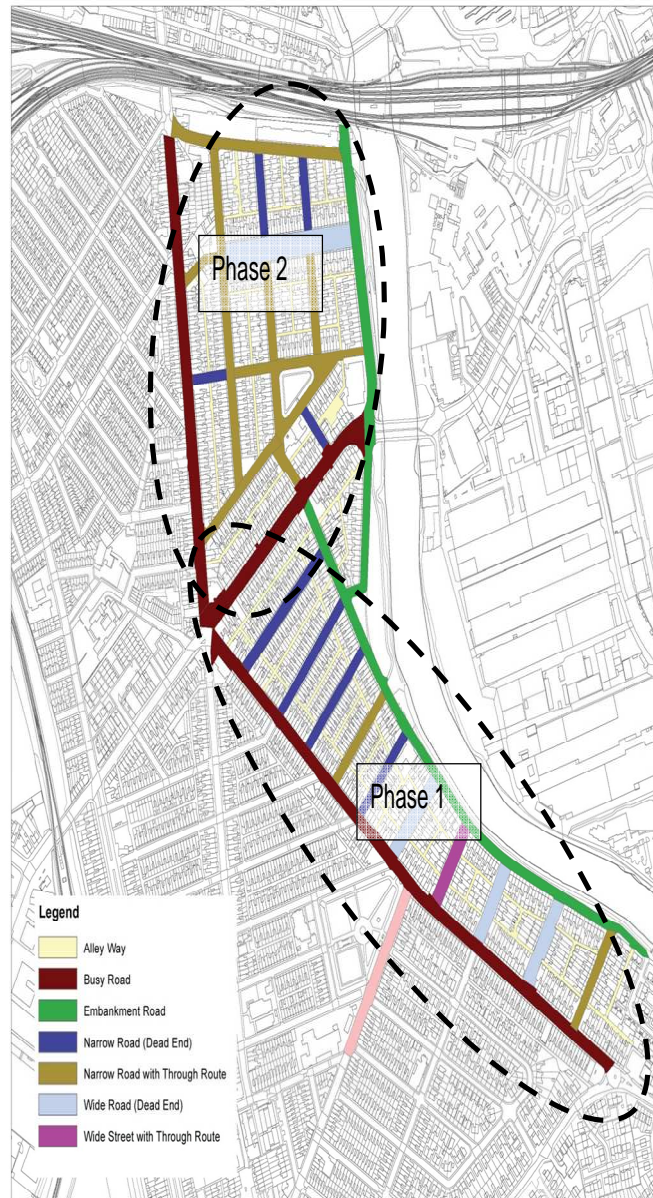 Phase 2
Phase 1
Legend
Alley Way
Busy Road
Embankment Road
Narrow Road (Dead End)
Narrow Road with Through Route
Wide Road (Dead End)
Wide Street with Through Route